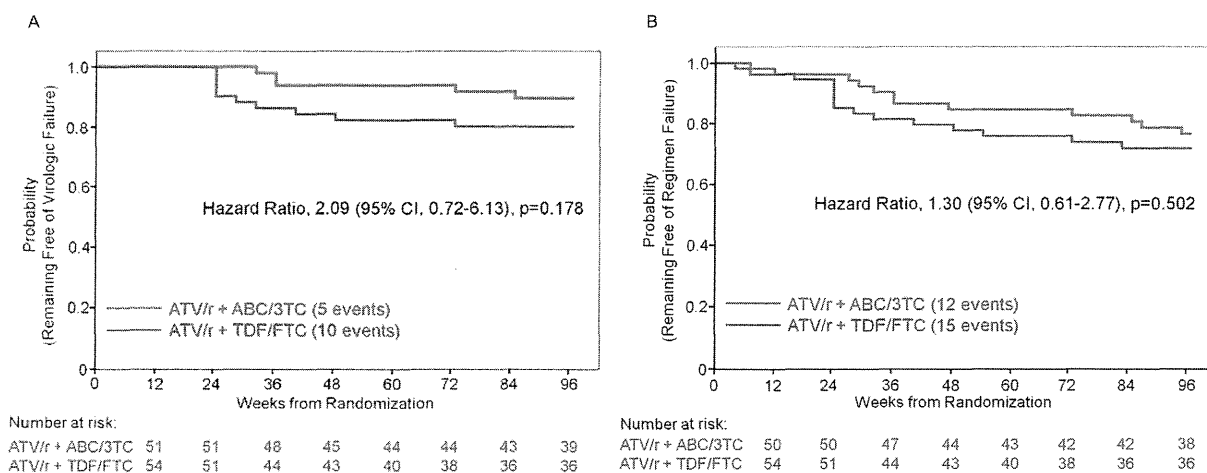 A
Probability
(Remaining Free of Virologic Failure)
1.0
0.8
0.6
0.4
0.2
0
Hazard Ratio, 2.09 (95% CI, 0.72-6.13), p=0.178
ATV/r + ABC/3TC (5 events)
ATV/r + TDF/FTC (10 events)
0 12 24 36 48 60 72 84 96
Weeks from Randomization
Number at risk:
ATV/r + ABC/3TC 51 51 48 45 44 44 43 39
ATV/r + TDF/FTC 54 51 44 43 40 38 36 36
B
Probability
(Remaining Free of Regimen Failure)
1.0
0.8
0.6
0.4
0.2
0
Hazard Ratio, 1.30 (95% CI, 0.61-2.77), p=0.502
ATV/r + ABC/3TC (12 events)
ATV/r + TDF/FTC (15 events)
0 12 24 36 48 60 72 84 96
Weeks from Randomization
Number at risk:
ATV/r + ABC/3TC 50 50 47 44 43 42 42 38
ATV/r + TDF/FTC 54 51 44 43 40 38 36 36